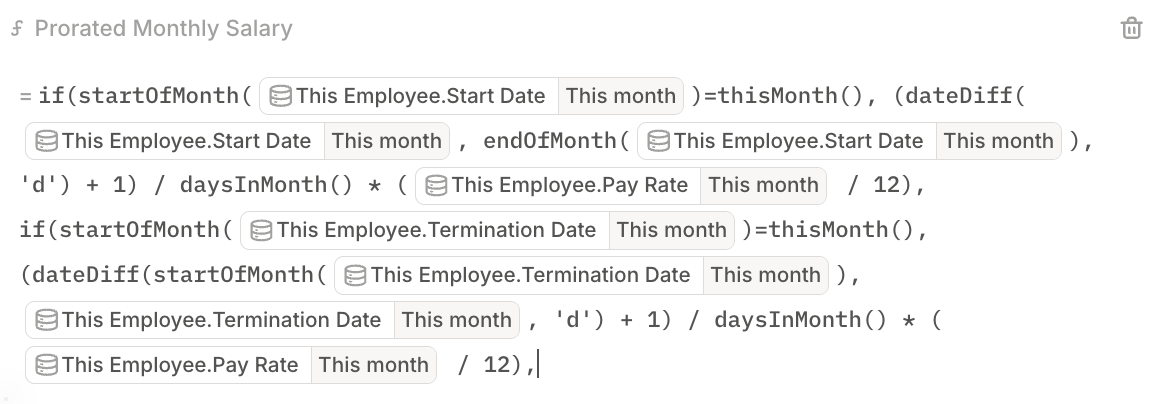 Prorated Monthly Salary
= if(startOfMonth( This Employee.Start Date This month )=thisMonth(), (dateDiff(
This Employee.Start Date This month , endOfMonth( This Employee.Start Date This month ),
'd') + 1) / daysInMonth() * ( This Employee.Pay Rate This month / 12),
if(startOfMonth( This Employee.Termination Date This month )=thisMonth(),
(dateDiff(startOfMonth( This Employee.Termination Date This month ),
This Employee.Termination Date This month , 'd') + 1) / daysInMonth() * (
This Employee.Pay Rate This month / 12),